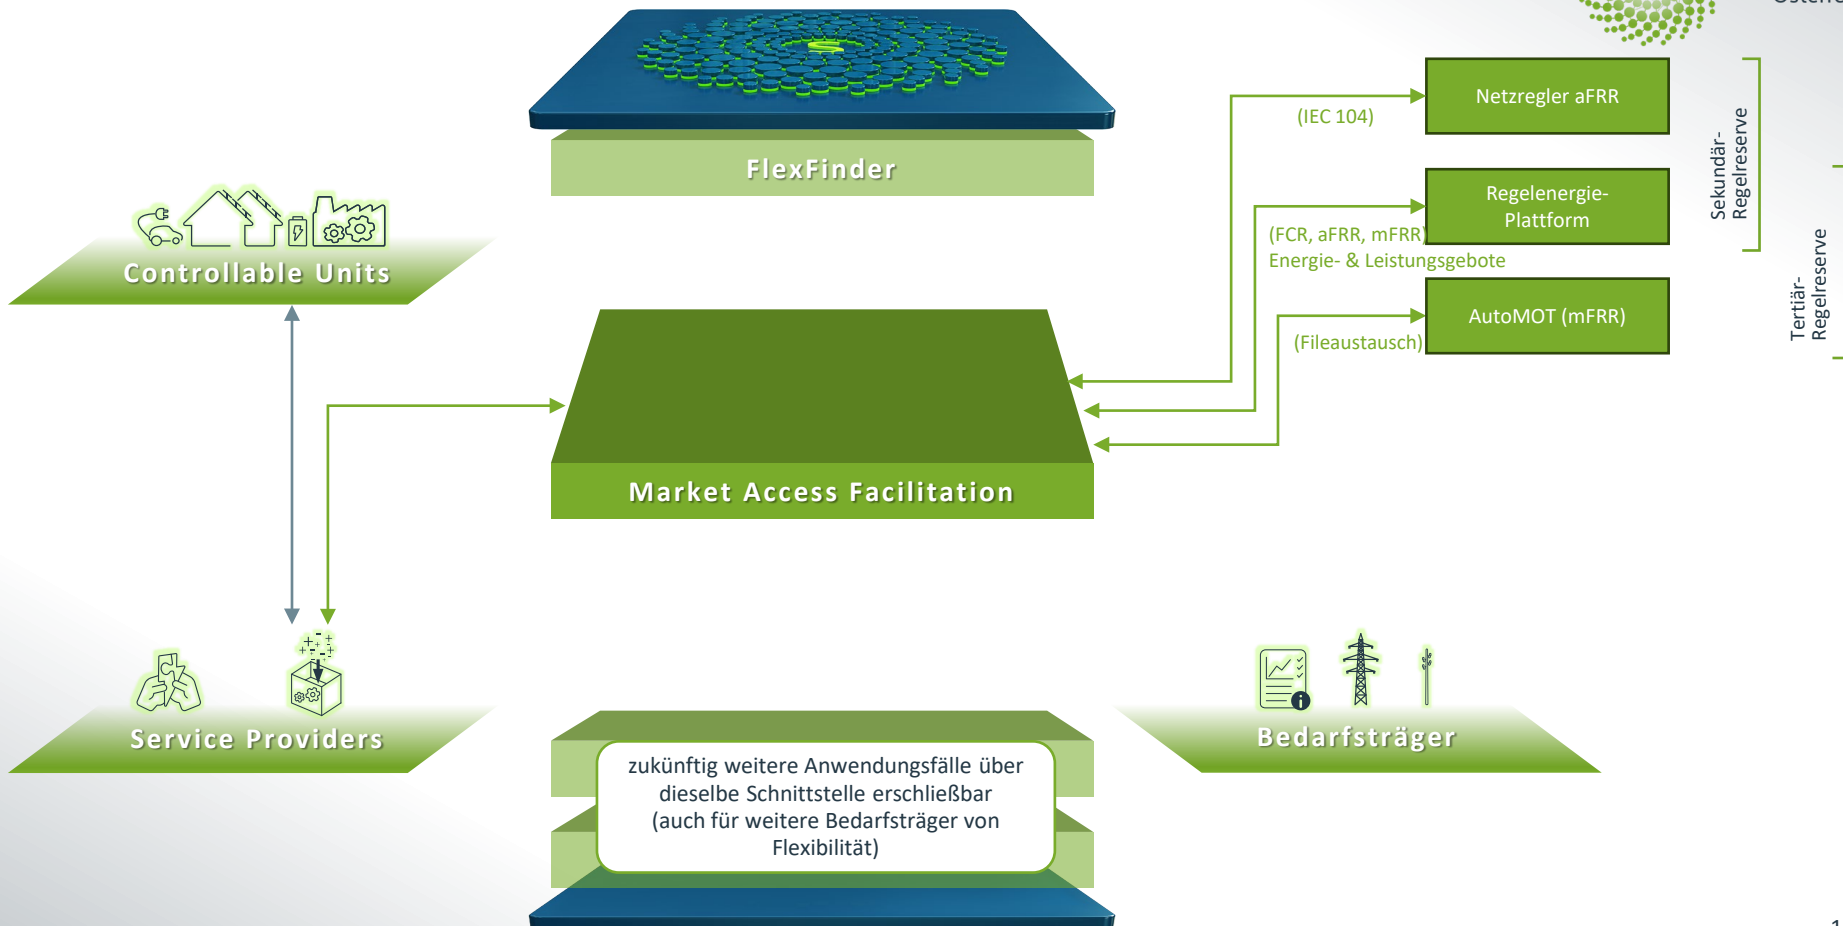 FlexFinder
Controllable Units
(IEC 104)
Netzregler aFRR
Regelenergie-
Plattform
(FCR, aFRR, mFRR)
Energie- & Leistungsgebote
AutoMOT (mFRR)
(Fileaustausch)
Sekundär-
Regelreserve
Tertiär-
Regelreserve
Market Access Facilitation
Service Providers
Bedarfsträger
zukünftig weitere Anwendungsfälle über
dieselbe Schnittstelle erschließbar
(auch für weitere Bedarfsträger von
Flexibilität)